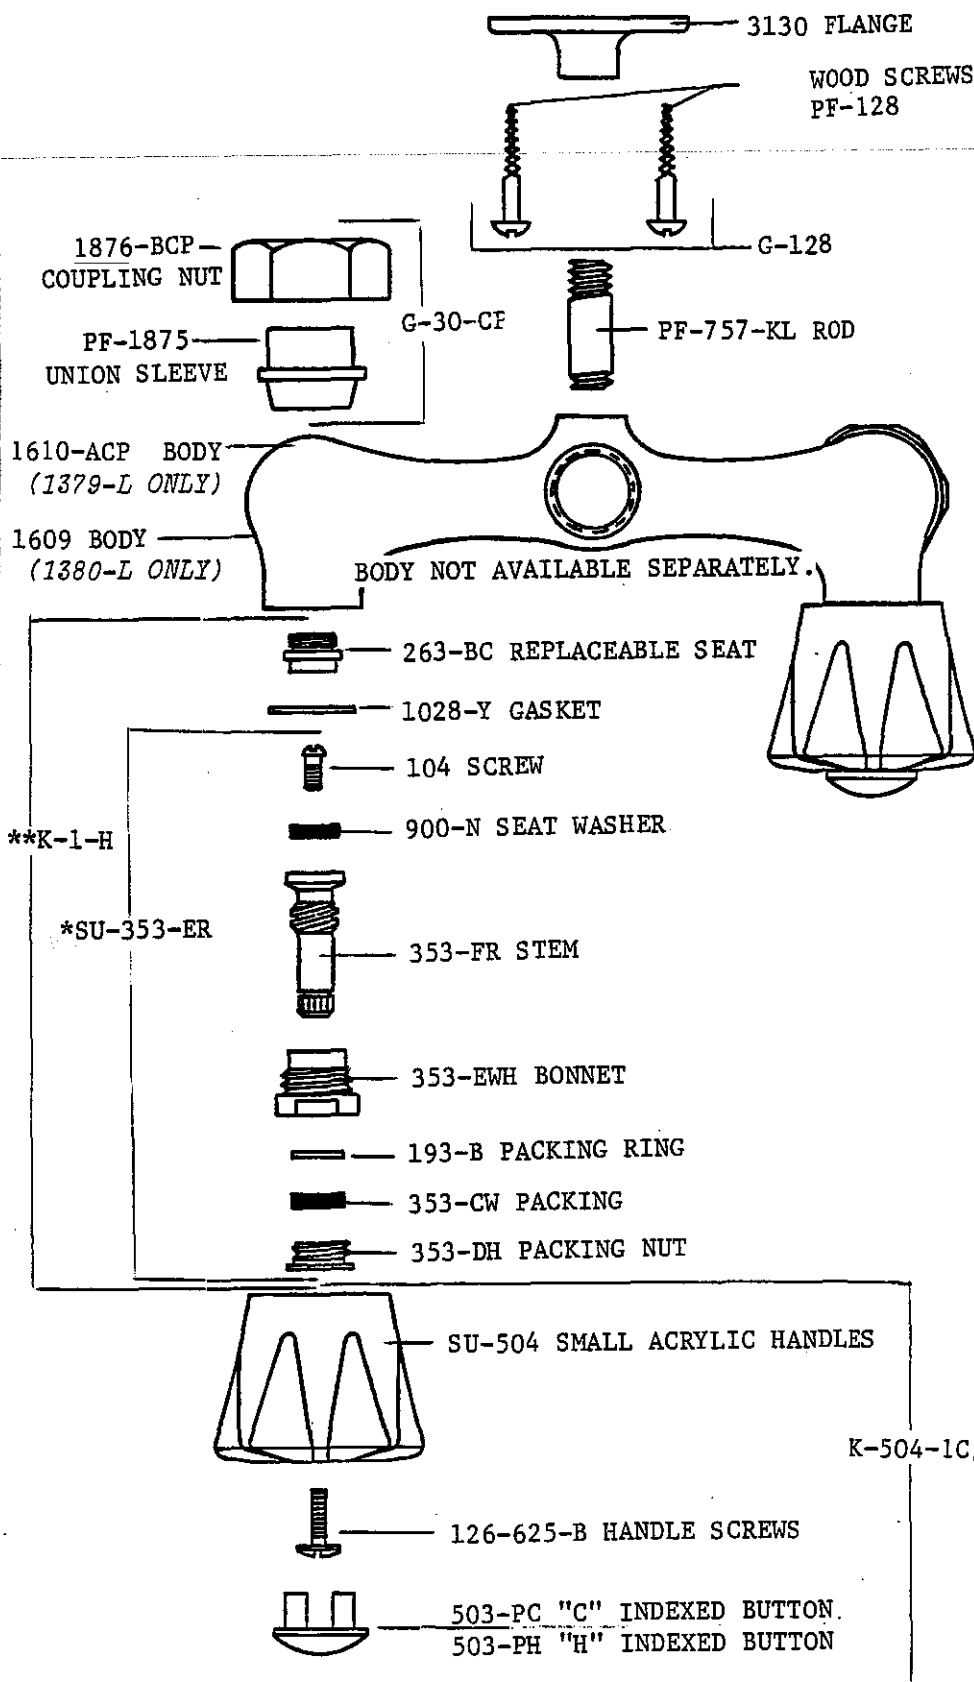 3130 FLANGE
WOOD SCREWS
PF-128
G-128
1876-BCP
COUPLING NUT
G-30-CP
PF-1875
UNION SLEEVE
PF-757-KL ROD
1610-ACP BODY
(1379-L ONLY)
1609 BODY
(1380-L ONLY)
BODY NOT AVAILABLE SEPARATELY.
263-BC REPLACEABLE SEAT
1028-Y GASKET
104 SCREW
900-N SEAT WASHER
**K-1-H
*SU-353-ER
353-FR STEM
353-EWH BONNET
193-B PACKING RING
353-CW PACKING
353-DH PACKING NUT
SU-504 SMALL ACRYLIC HANDLES
K-504-1C
126-625-B HANDLE SCREWS
503-PC "C" INDEXED BUTTON.
503-PH "H" INDEXED BUTTON